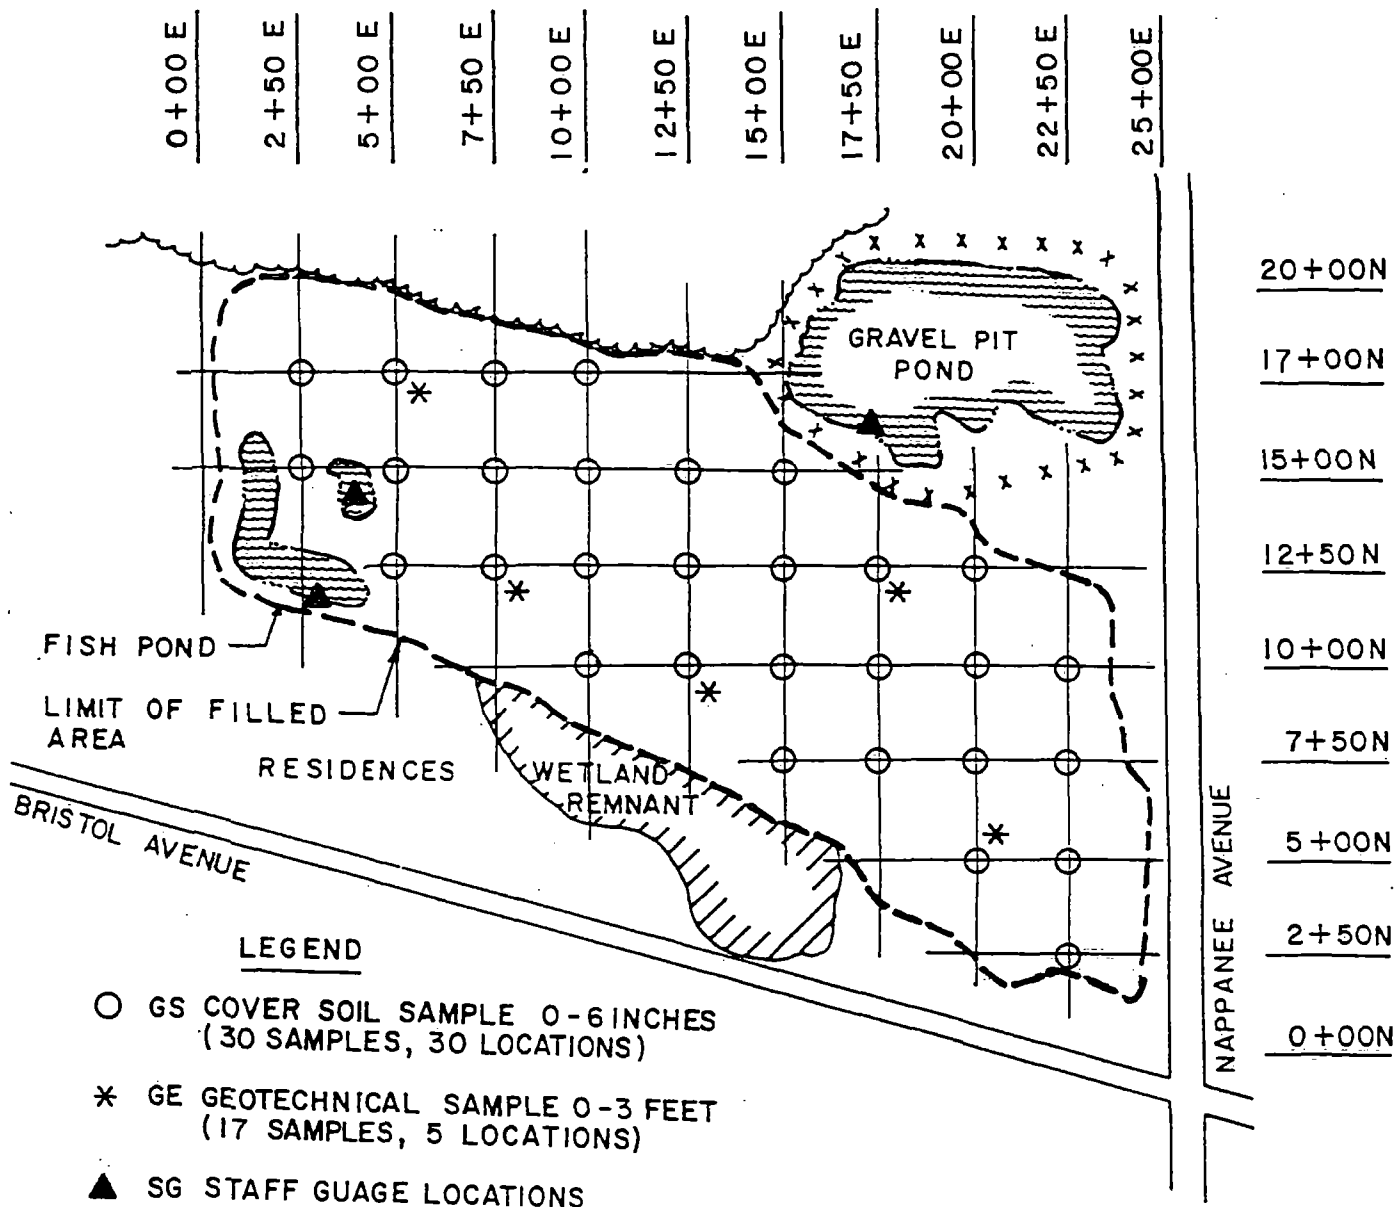 0+00 E
2+50 E
5+00 E
7+50 E
10+00 E
12+50 E
15+00 E
17+50 E
20+00 E
22+50 E
25+00 E
20+00N
17+00N
15+00N
12+50N
10+00N
7+50N
5+00N
2+50N
0+00N
GRAVEL PIT
POND
FISH POND
LIMIT OF FILLED
AREA
RESIDENCES
WETLAND
REMNANT
BRISTOL AVENUE
NAPPANEE AVENUE
LEGEND
GS COVER SOIL SAMPLE 0-6 INCHES
(30 SAMPLES, 30 LOCATIONS)
GE GEOTECHNICAL SAMPLE 0-3 FEET
(17 SAMPLES, 5 LOCATIONS)
SG STAFF GUAGE LOCATIONS